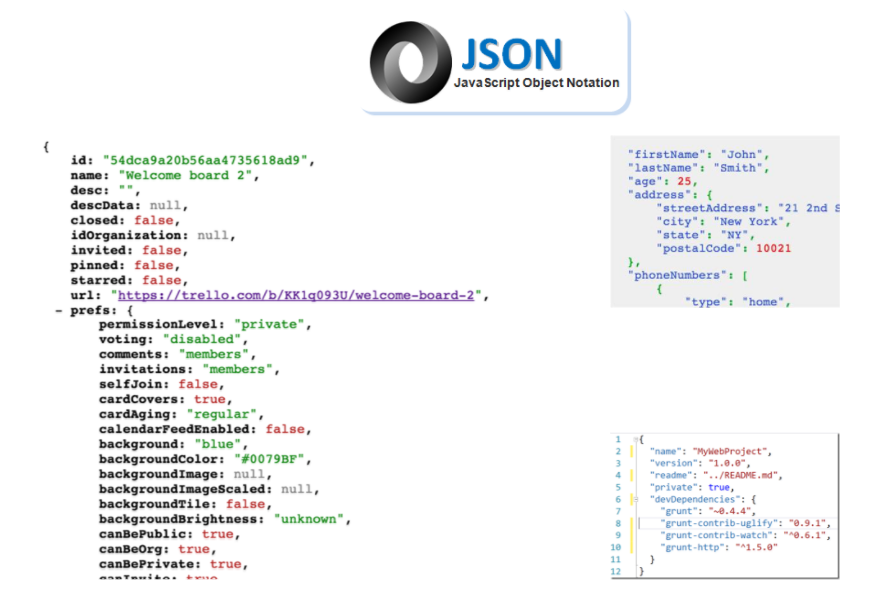 JSON
JavaScript Object Notation
{
id: "54dca9a20b56aa4735618ad9",
name: "Welcome board 2",
desc: "",
descData: null,
closed: false,
idOrganization: null,
invited: false,
pinned: false,
starred: false,
url: "https://trello.com/b/KK1q093U/welcome-board-2",
- prefs: {
permissionLevel: "private",
voting: "disabled",
comments: "members",
invitations: "members",
selfJoin: false,
cardCovers: true,
cardAging: "regular",
calendarFeedEnabled: false,
background: "blue",
backgroundColor: "#0079BF",
backgroundImage: null,
backgroundImageScaled: null,
backgroundTile: false,
backgroundBrightness: "unknown",
canBePublic: true,
canBeOrg: true,
canBePrivate: true,
canInvite: true
"firstName": "John",
"lastName": "Smith",
"age": 25,
"address": {
"streetAddress": "21 2nd S
"city": "New York",
"state": "NY",
"postalCode": 10021
},
"phoneNumbers": [
{
"type": "home",
1 {
2 "name": "MyWebProject",
3 "version": "1.0.0",
4 "readme": "../README.md",
5 "private": true,
6 "devDependencies": {
7 "grunt": "~0.4.4",
8 "grunt-contrib-uglify": "0.9.1",
9 "grunt-contrib-watch": "^0.6.1",
10 "grunt-http": "^1.5.0"
11 }
12 }